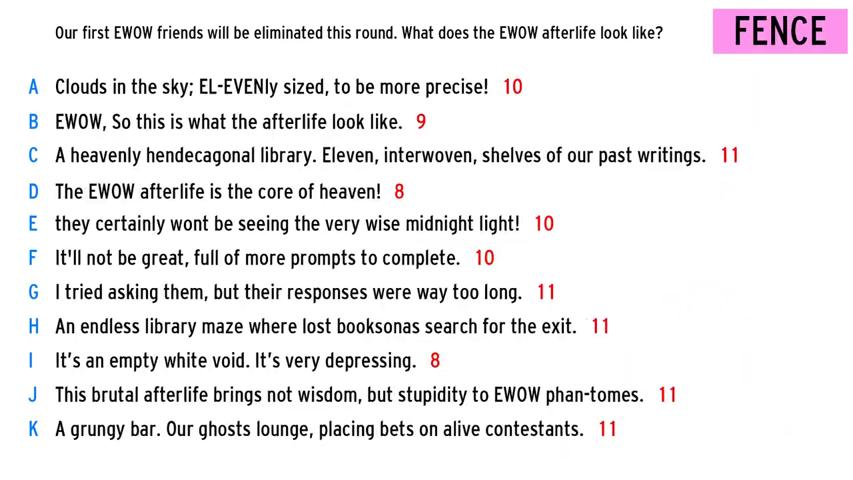 Our first EWOW friends will be eliminated this round. What does the EWOW afterlife look like?
FENCE
A Clouds in the sky; EL-EVENly sized, to be more precise! 10
B EWOW, So this is what the afterlife look like. 9
C A heavenly hendecagonal library. Eleven, interwoven, shelves of our past writings. 11
D The EWOW afterlife is the core of heaven! 8
E they certainly wont be seeing the very wise midnight light! 10
F It'll not be great, full of more prompts to complete. 10
G I tried asking them, but their responses were way too long. 11
H An endless library maze where lost booksonas search for the exit. 11
I It's an empty white void. It's very depressing. 8
J This brutal afterlife brings not wisdom, but stupidity to EWOW phan-tomes. 11
K A grungy bar. Our ghosts lounge, placing bets on alive contestants. 11